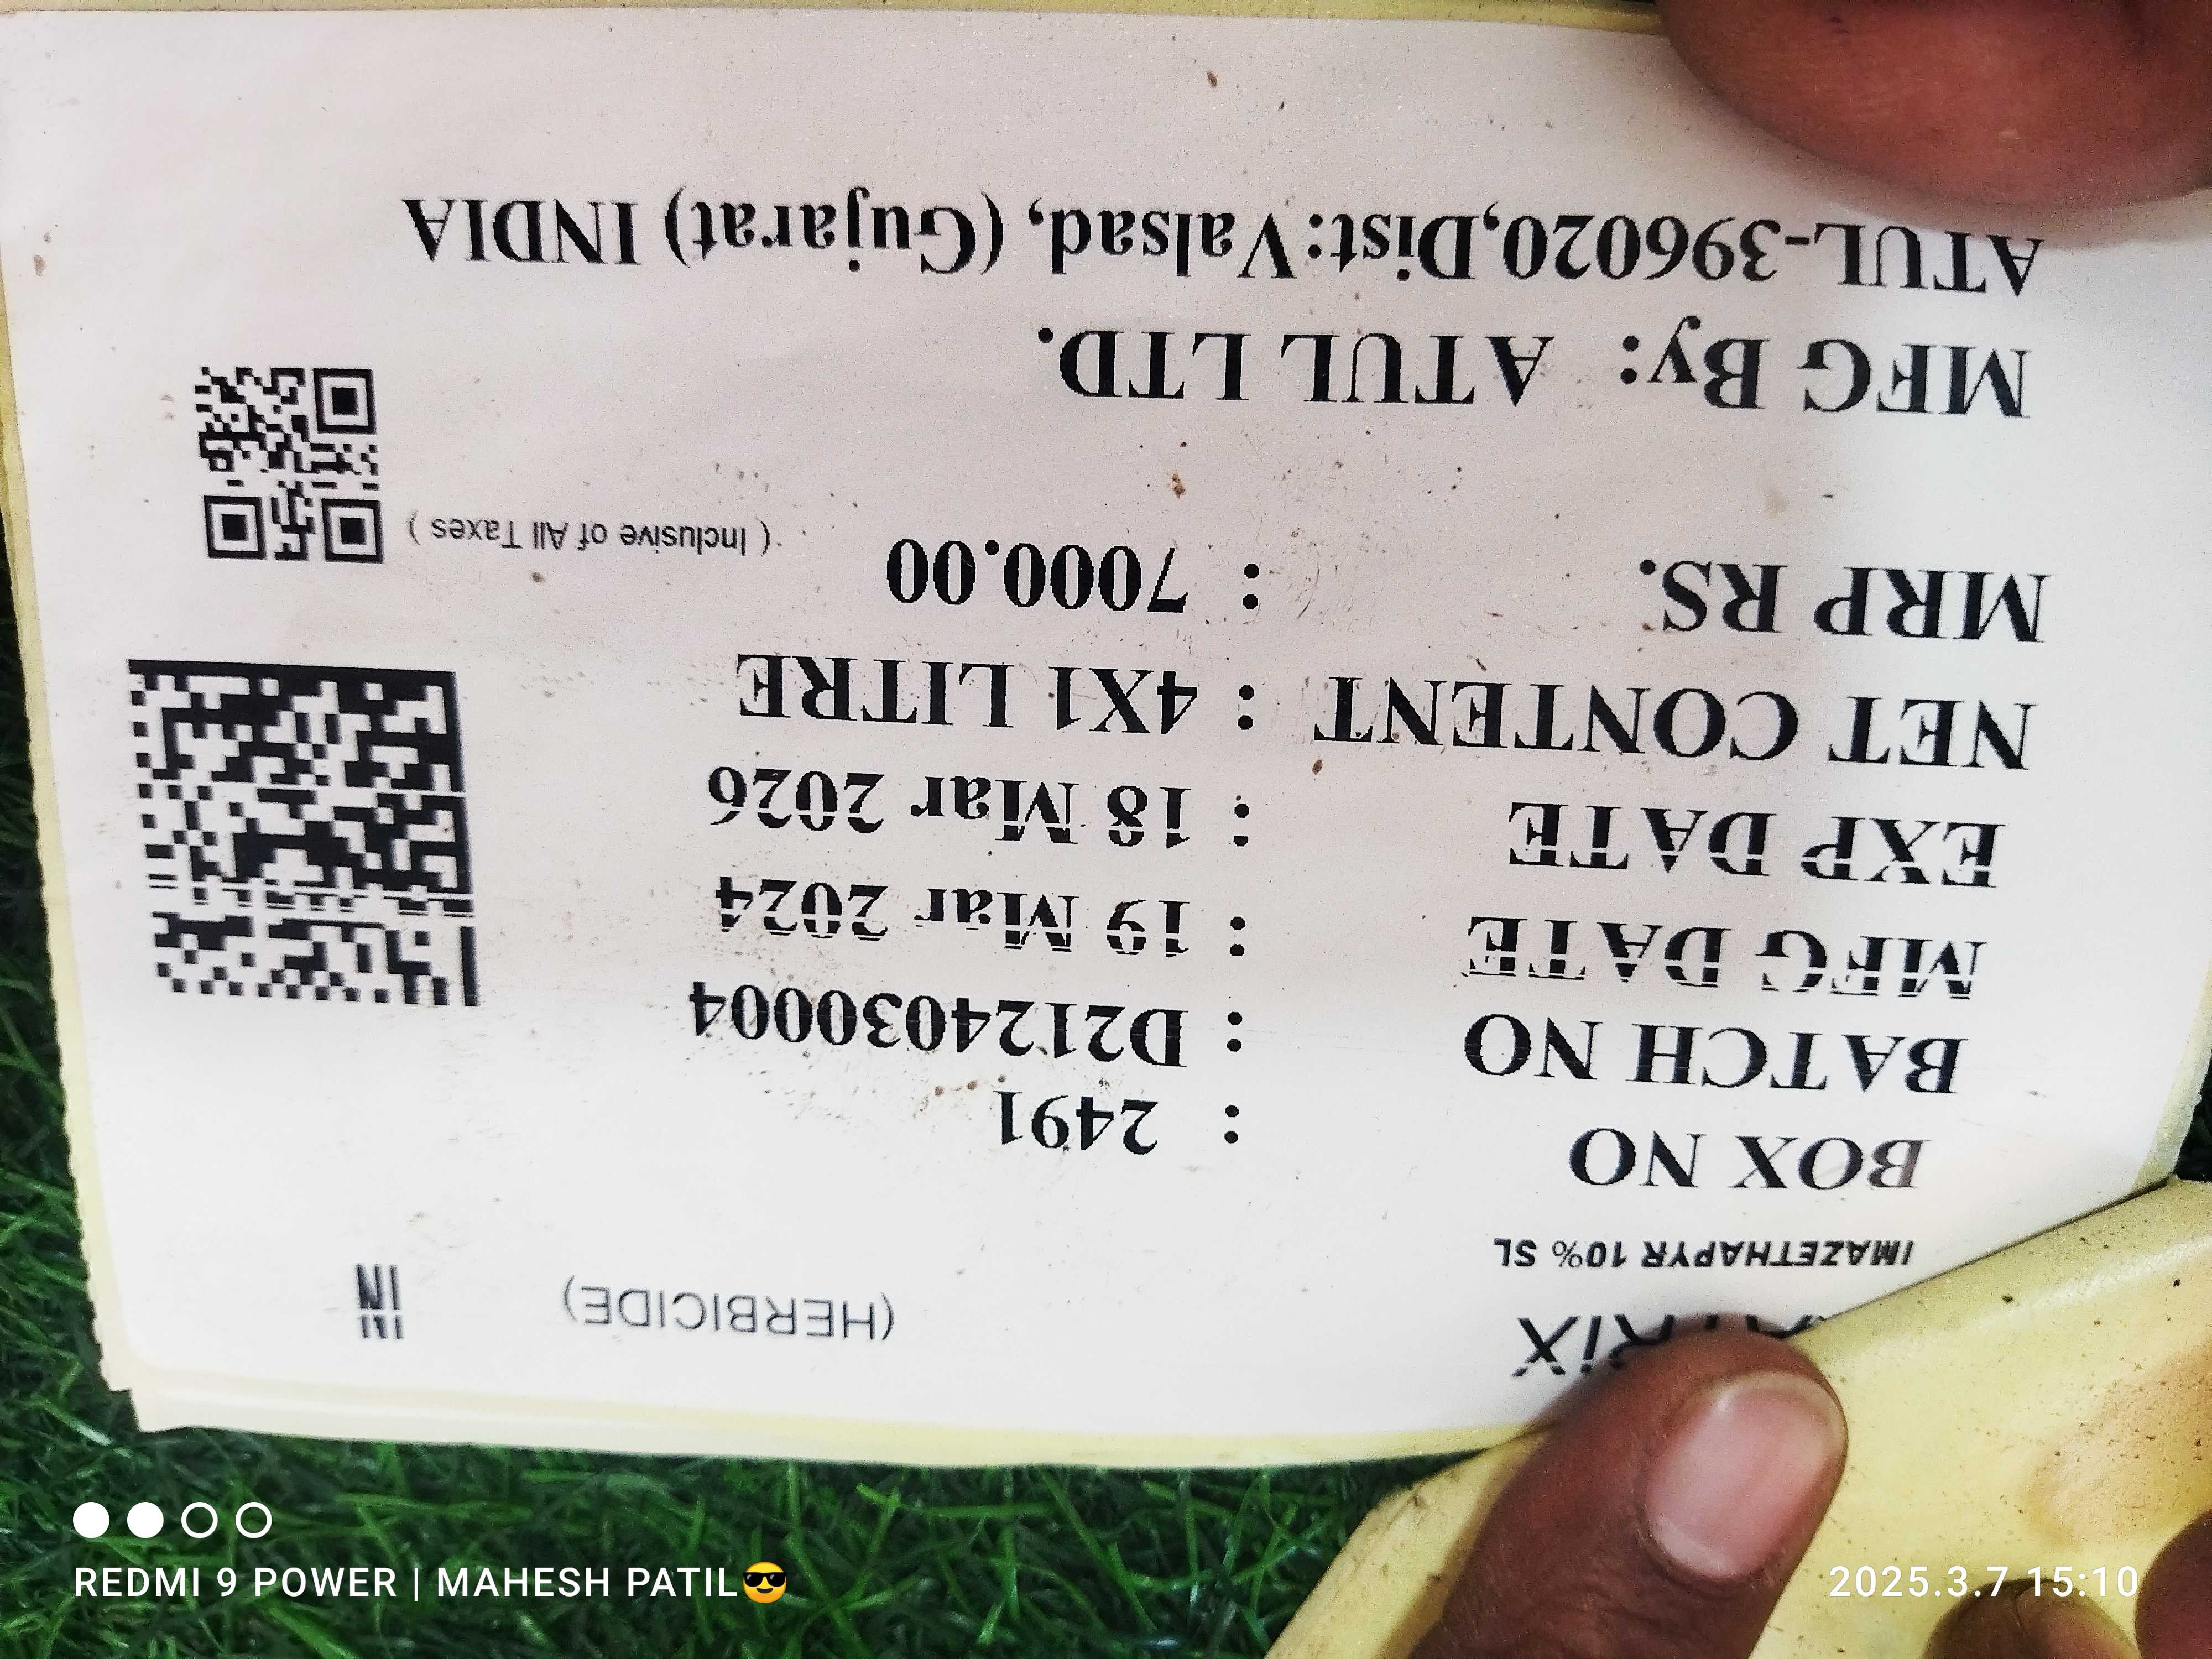 (HERBICIDE)
IMAZETHAPYR 10% SL
BOX NO : 2491
BATCH NO : D2124030004
MFG DATE : 19 Mar 2024
EXP DATE : 18 Mar 2026
NET CONTENT : 4X1 LITRE
MRP RS. : 7000.00 ( Inclusive of All Taxes )
MFG By: ATUL LTD.
ATUL-396020,Dist:Valsad, (Gujarat) INDIA
REDMI 9 POWER | MAHESH PATIL😎
2025.3.7 15:10